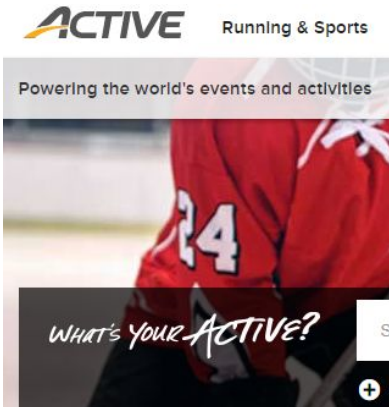 ACTIVE
Running & Sports
Powering the world's events and activities
24
WHAT'S YOUR ACTIVE?
S